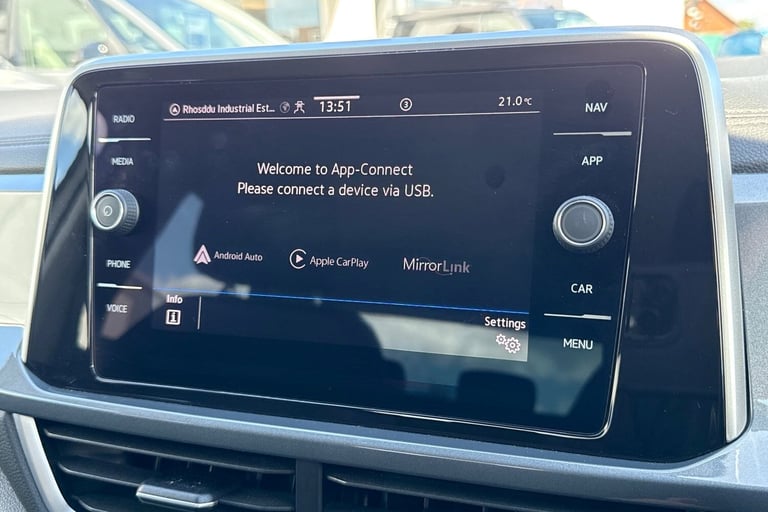 RADIO
MEDIA
PHONE
VOICE
Rhosddu Industrial Est... 13:51 3 21.0°C
Welcome to App-Connect
Please connect a device via USB.
Android Auto Apple CarPlay MirrorLink
Info
Settings
NAV
APP
CAR
MENU